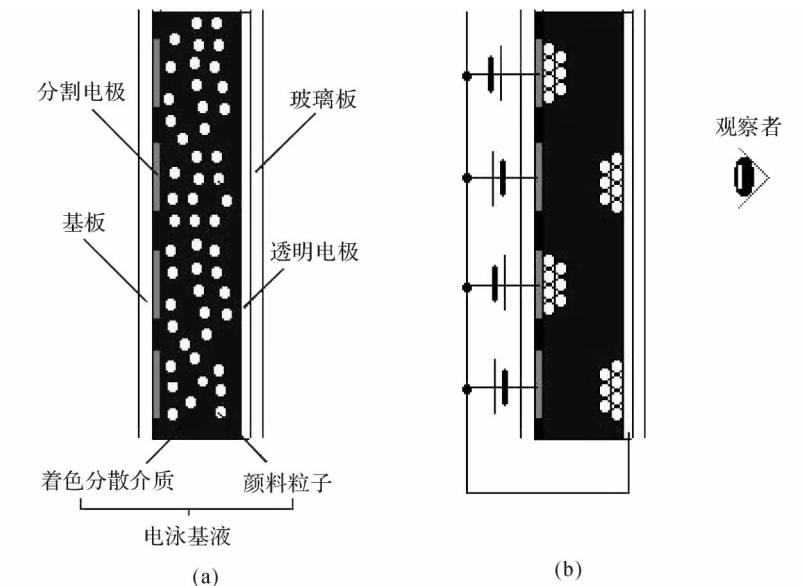 分割电极
玻璃板
观察者
基板
透明电极
着色分散介质
颜料粒子
电泳基液
(a)
(b)